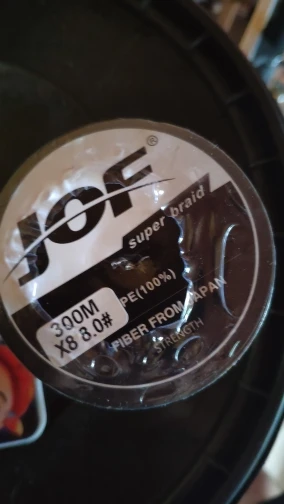 JOF®
super braid
PE(100%)
300M
X8 8.0#
FIBER FROM JAPAN
STRENGTH